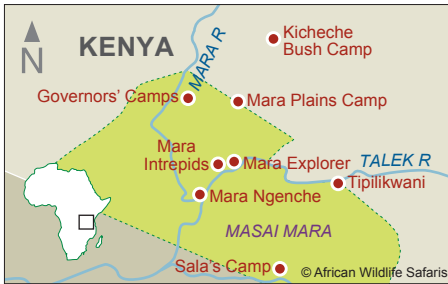 N
KENYA
MARA R
Kicheche
Bush Camp
Governors' Camps
Mara Plains Camp
Mara
Intrepids
Mara Explorer
TALEK R
Tipilikwani
Mara Ngenche
MASAI MARA
Sala's Camp
© African Wildlife Safaris